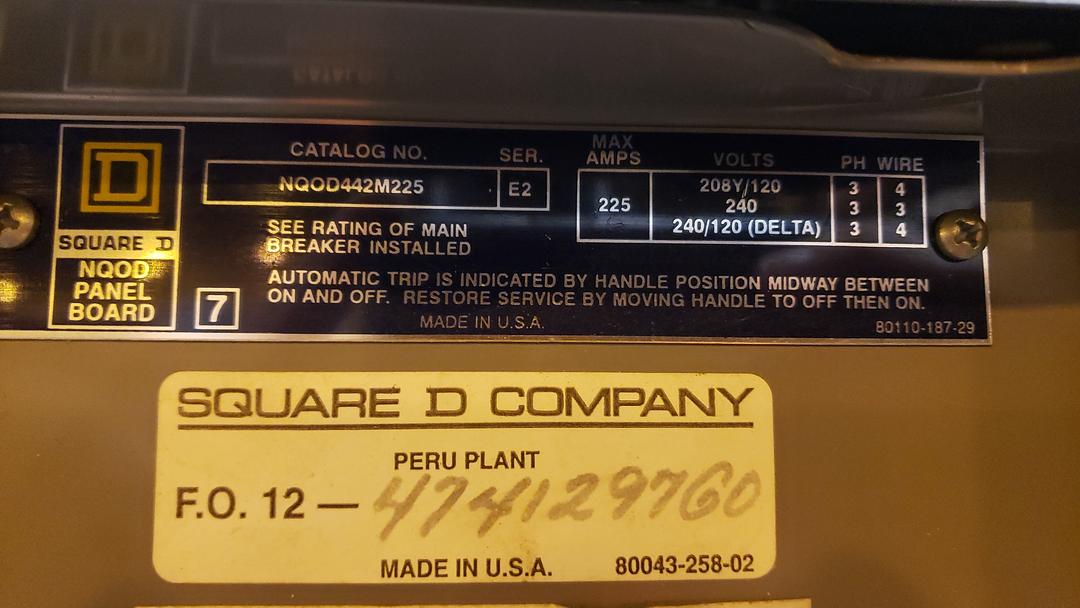 CATALOG NO. SER. MAX AMPS VOLTS PH WIRE
NQOD442M225 E2 225 208Y/120 3 4
240 3 3
240/120 (DELTA) 3 4
SEE RATING OF MAIN
BREAKER INSTALLED
D
SQUARE D
NQOD
PANEL
BOARD
7
AUTOMATIC TRIP IS INDICATED BY HANDLE POSITION MIDWAY BETWEEN
ON AND OFF. RESTORE SERVICE BY MOVING HANDLE TO OFF THEN ON.
MADE IN U.S.A. 80110-187-29
SQUARE D COMPANY
PERU PLANT
F.O. 12 — 474129760
MADE IN U.S.A. 80043-258-02